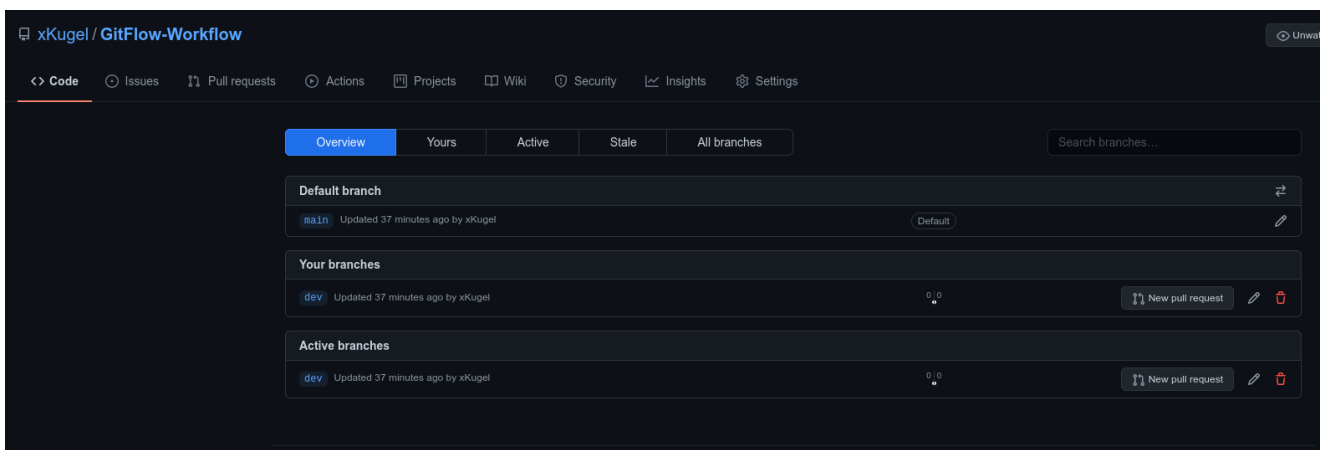 xKugel / GitFlow-Workflow
Unwat
Code Issues Pull requests Actions Projects Wiki Security Insights Settings
Overview Yours Active Stale All branches Search branches...
Default branch
main Updated 37 minutes ago by xKugel Default
Your branches
dev Updated 37 minutes ago by xKugel 0 0 New pull request
Active branches
dev Updated 37 minutes ago by xKugel 0 0 New pull request